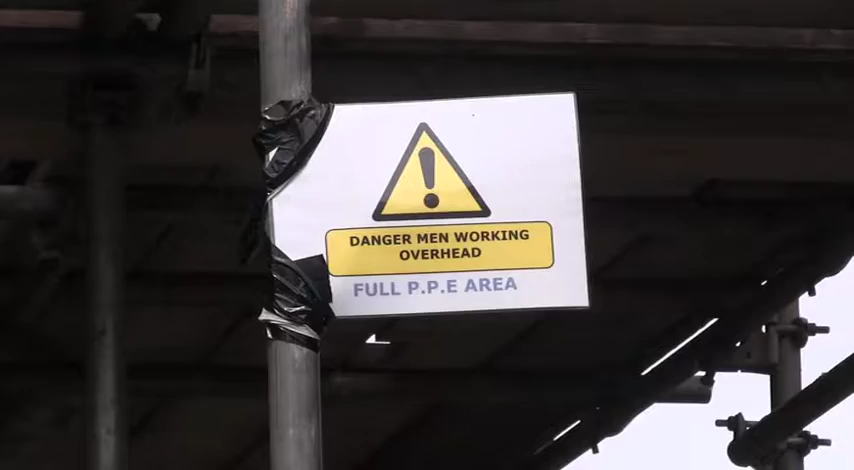 DANGER MEN WORKING
OVERHEAD
FULL P.P.E AREA